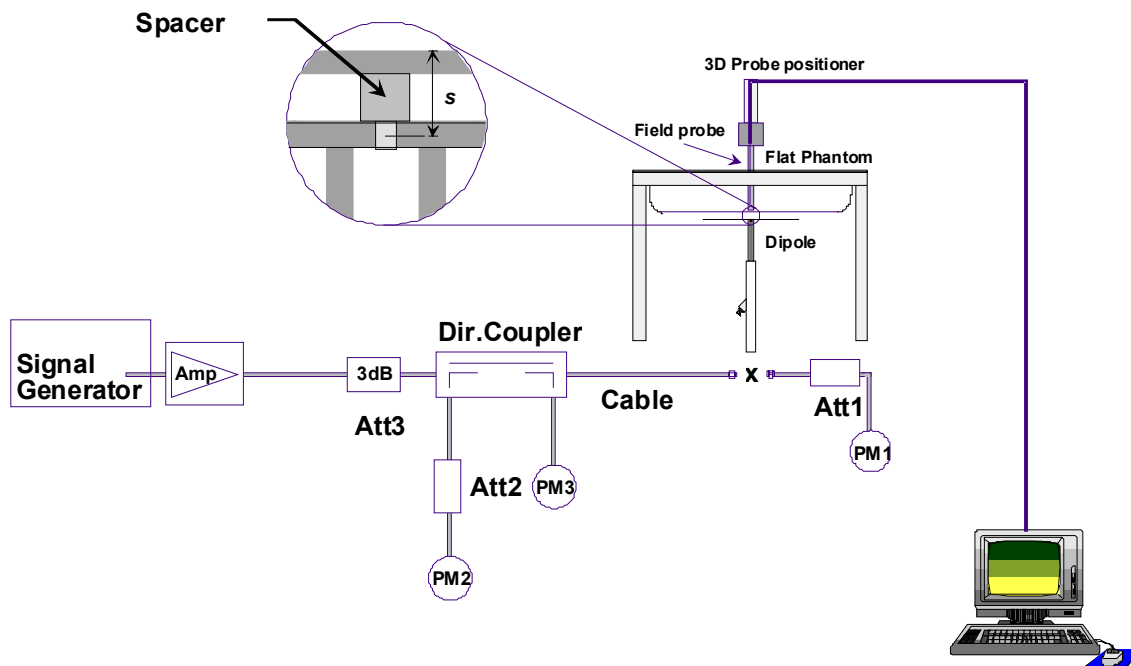 Spacer
s
3D Probe positioner
Field probe
Flat Phantom
Dipole
Dir.Coupler
Signal
Generator
Amp
3dB
Cable
x
Att1
Att3
PM1
Att2
PM3
PM2